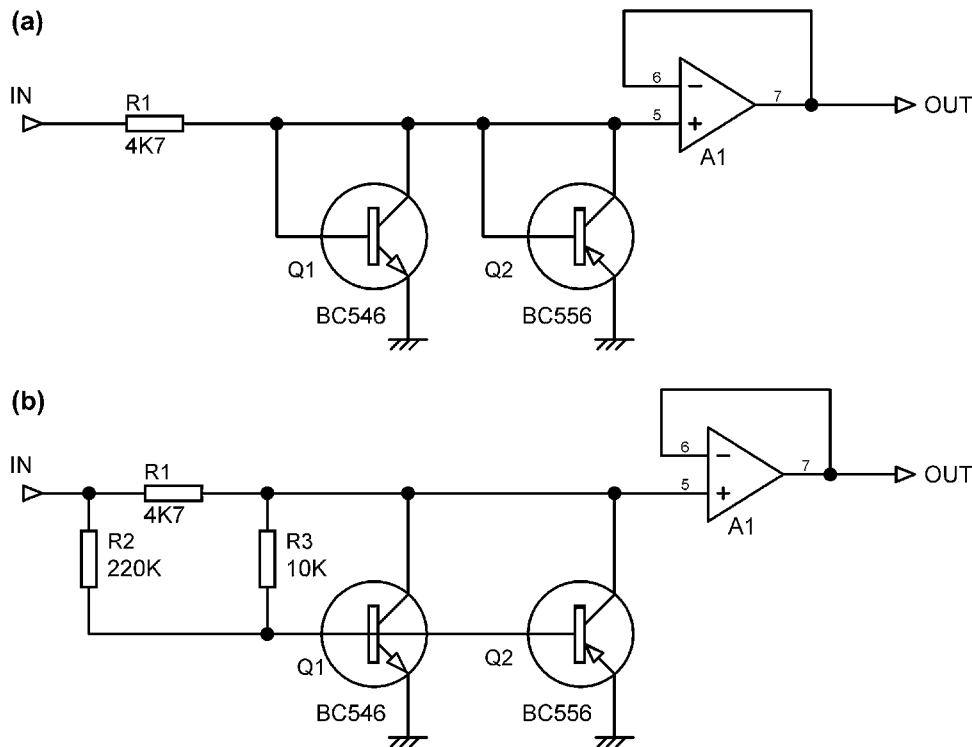 (a)
IN
R1
4K7
Q1
BC546
Q2
BC556
6
5
7
A1
OUT
(b)
IN
R1
4K7
R2
220K
R3
10K
Q1
BC546
Q2
BC556
6
5
7
A1
OUT